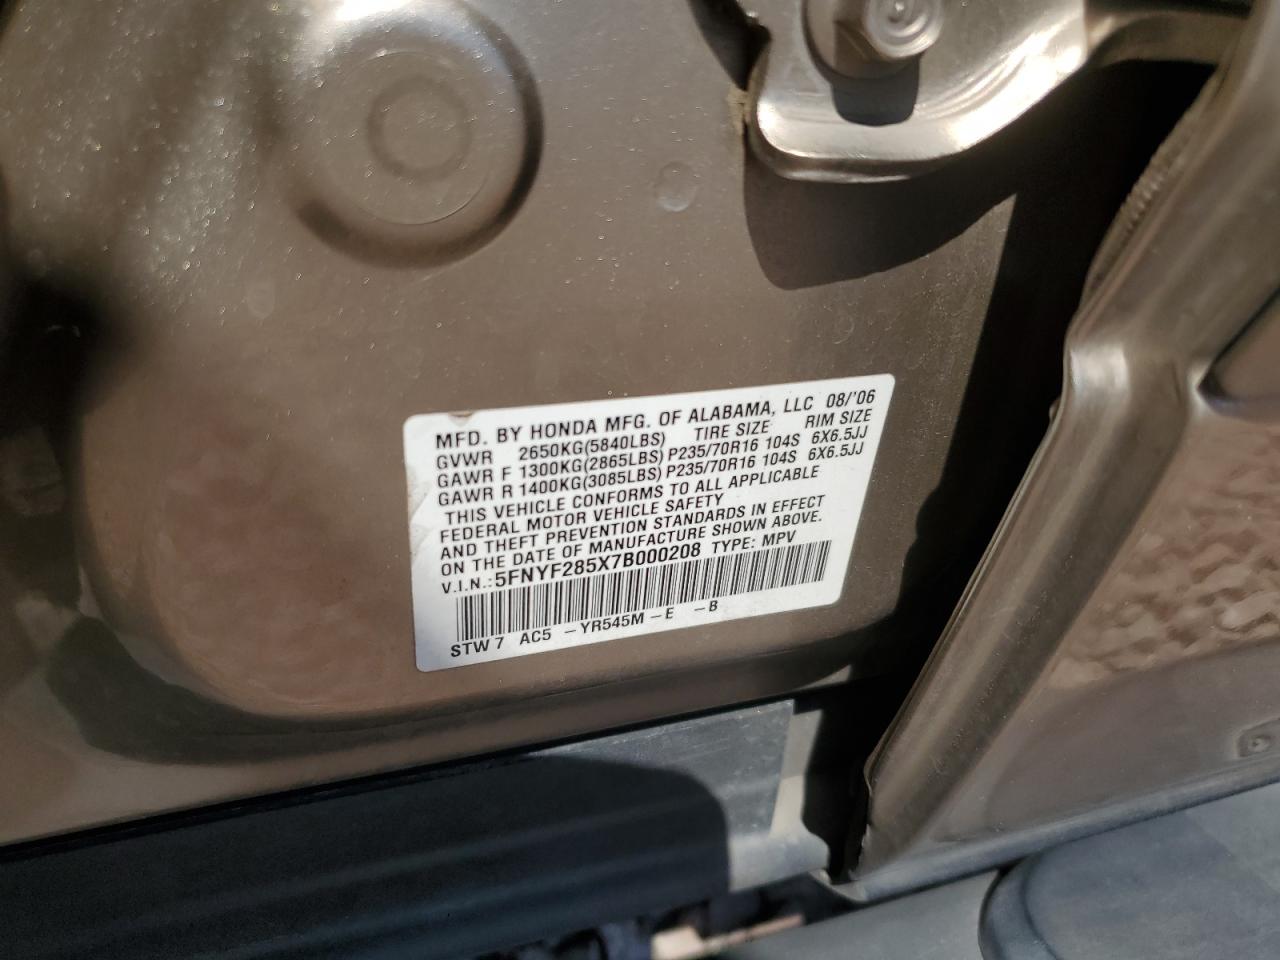 MFD. BY HONDA MFG. OF ALABAMA, LLC 08/'06
GVWR 2650KG(5840LBS) TIRE SIZE RIM SIZE
GAWR F 1300KG(2865LBS) P235/70R16 104S 6X6.5JJ
GAWR R 1400KG(3085LBS) P235/70R16 104S 6X6.5JJ
THIS VEHICLE CONFORMS TO ALL APPLICABLE
FEDERAL MOTOR VEHICLE SAFETY
AND THEFT PREVENTION STANDARDS IN EFFECT
ON THE DATE OF MANUFACTURE SHOWN ABOVE.
V.I.N.: 5FNYF285X7B000208 TYPE: MPV
STW 7 AC5 -YR545M -E -B